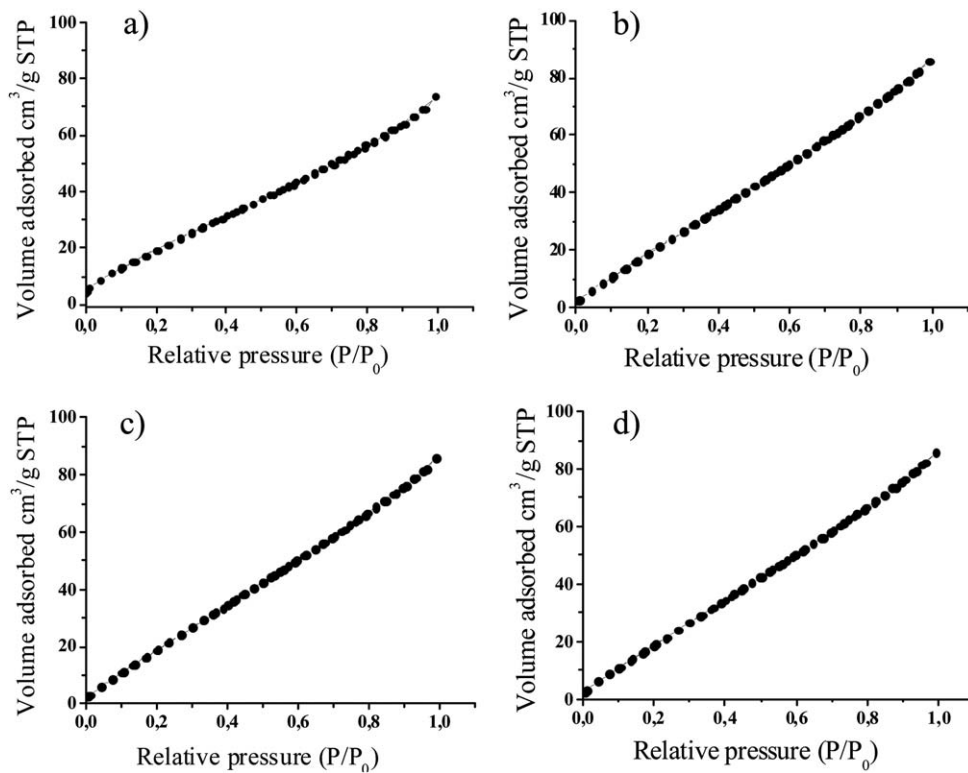 a)
Volume adsorbed cm³/g STP
100
80
60
40
20
0
0,0 0,2 0,4 0,6 0,8 1,0
Relative pressure (P/P₀)
b)
Volume adsorbed cm³/g STP
100
80
60
40
20
0
0,0 0,2 0,4 0,6 0,8 1,0
Relative pressure (P/P₀)
c)
Volume adsorbed cm³/g STP
100
80
60
40
20
0
0,0 0,2 0,4 0,6 0,8 1,0
Relative pressure (P/P₀)
d)
Volume adsorbed cm³/g STP
100
80
60
40
20
0
0,0 0,2 0,4 0,6 0,8 1,0
Relative pressure (P/P₀)